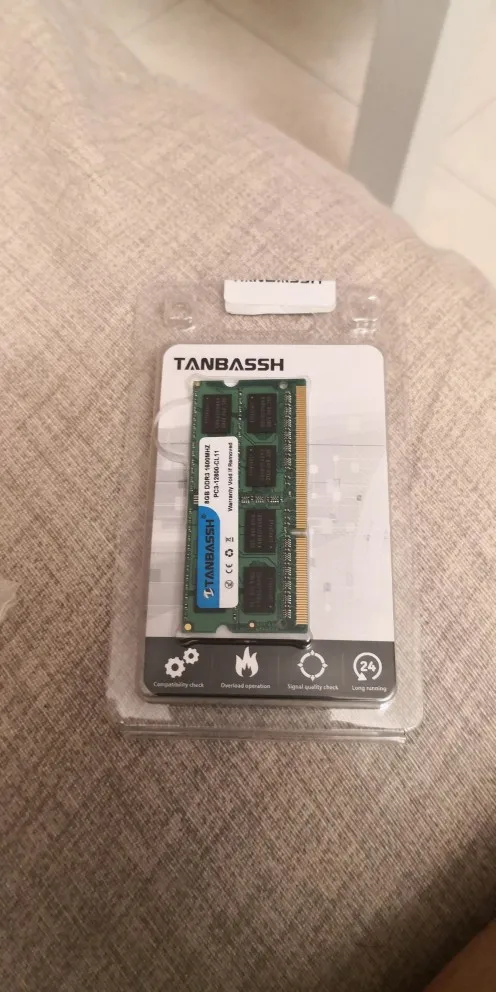 TANBASSH
TANBASSH
8GB DDR3 1600MHZ
PC3-12800-CL11
Warranty Void if Removed
TANBASSH®
CE
24
Compatibility check
Overload operation
Signal quality check
Long running